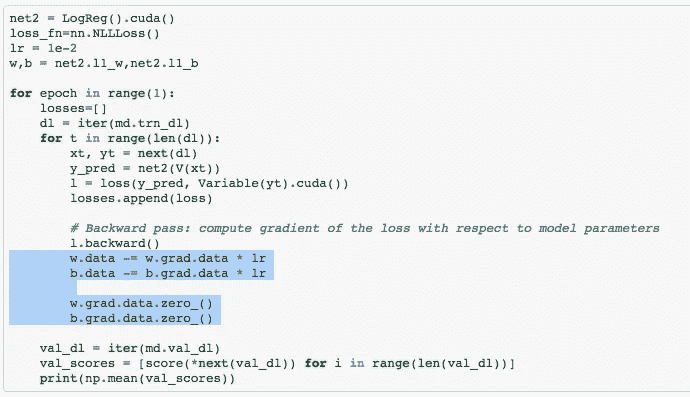 net2 = LogReg().cuda()
loss_fn=nn.NLLLoss()
lr = 1e-2
w,b = net2.l1_w,net2.l1_b

for epoch in range(1):
    losses=[]
    dl = iter(md.trn_dl)
    for t in range(len(dl)):
        xt, yt = next(dl)
        y_pred = net2(V(xt))
        l = loss(y_pred, Variable(yt).cuda())
        losses.append(loss)

        # Backward pass: compute gradient of the loss with respect to model parameters
        l.backward()
        w.data -= w.grad.data * lr
        b.data -= b.grad.data * lr

        w.grad.data.zero_()
        b.grad.data.zero_()

    val_dl = iter(md.val_dl)
    val_scores = [score(*next(val_dl)) for i in range(len(val_dl))]
    print(np.mean(val_scores))